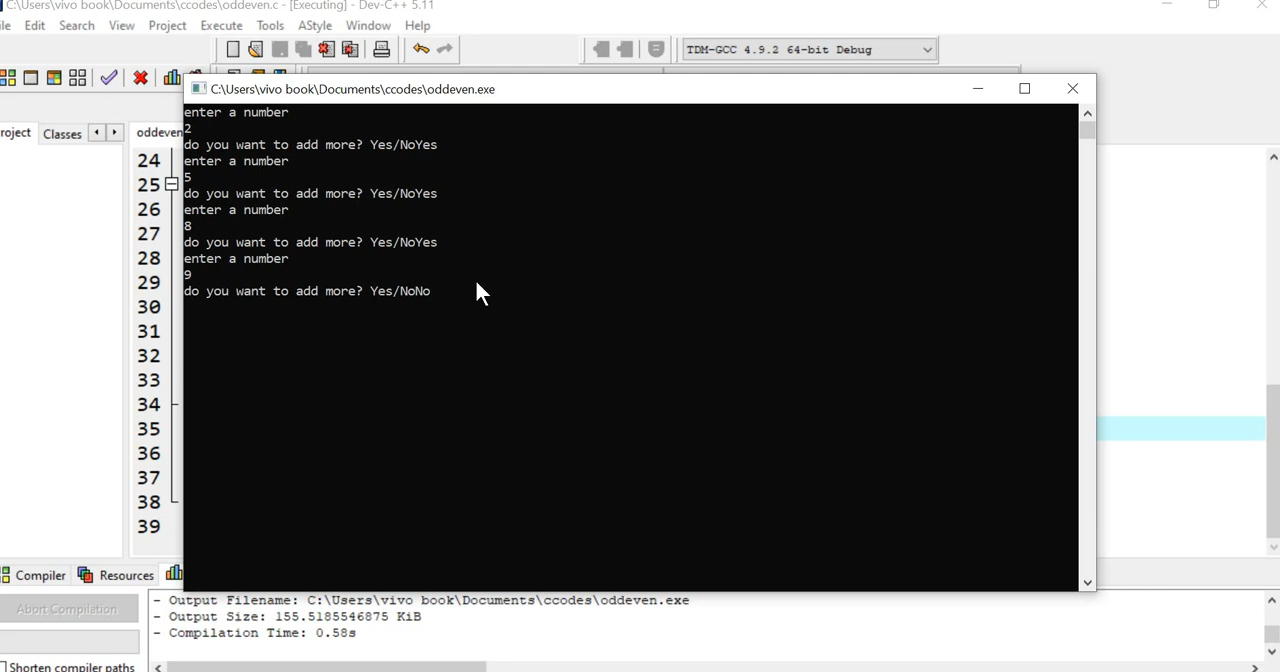 C:\Users\vivo book\Documents\ccodes\oddeven.c - [Executing] - Dev-C++ 5.11
Edit Search View Project Execute Tools AStyle Window Help
TDM-GCC 4.9.2 64-bit Debug
C:\Users\vivo book\Documents\ccodes\oddeven.exe
Classes
oddeven
enter a number
2
do you want to add more? Yes/NoYes
enter a number
5
do you want to add more? Yes/NoYes
enter a number
8
do you want to add more? Yes/NoYes
enter a number
9
do you want to add more? Yes/NoNo
24
25
26
27
28
29
30
31
32
33
34
35
36
37
38
39
Compiler Resources
Abort Compilation
Shorten compiler paths
- Output Filename: C:\Users\vivo book\Documents\ccodes\oddeven.exe
- Output Size: 155.5185546875 KiB
- Compilation Time: 0.58s